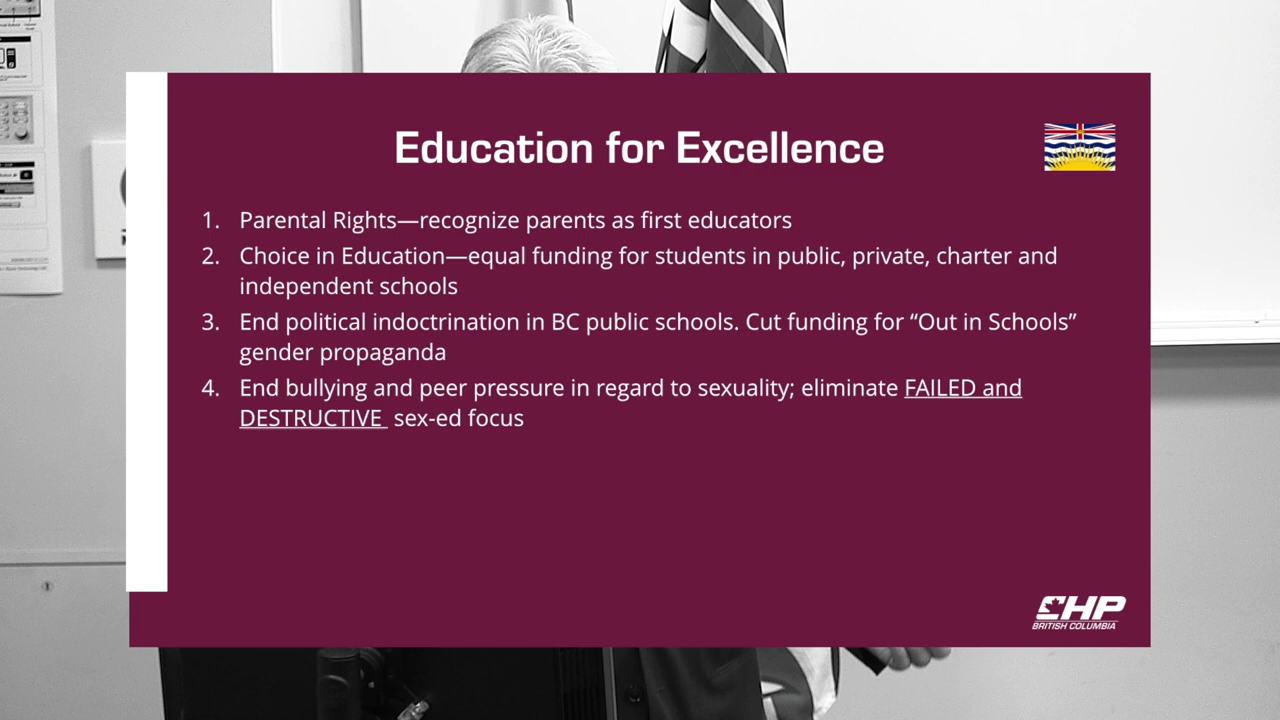 Education for Excellence
1. Parental Rights—recognize parents as first educators
2. Choice in Education—equal funding for students in public, private, charter and
independent schools
3. End political indoctrination in BC public schools. Cut funding for “Out in Schools”
gender propaganda
4. End bullying and peer pressure in regard to sexuality; eliminate FAILED and
DESTRUCTIVE sex-ed focus
CHP
BRITISH COLUMBIA